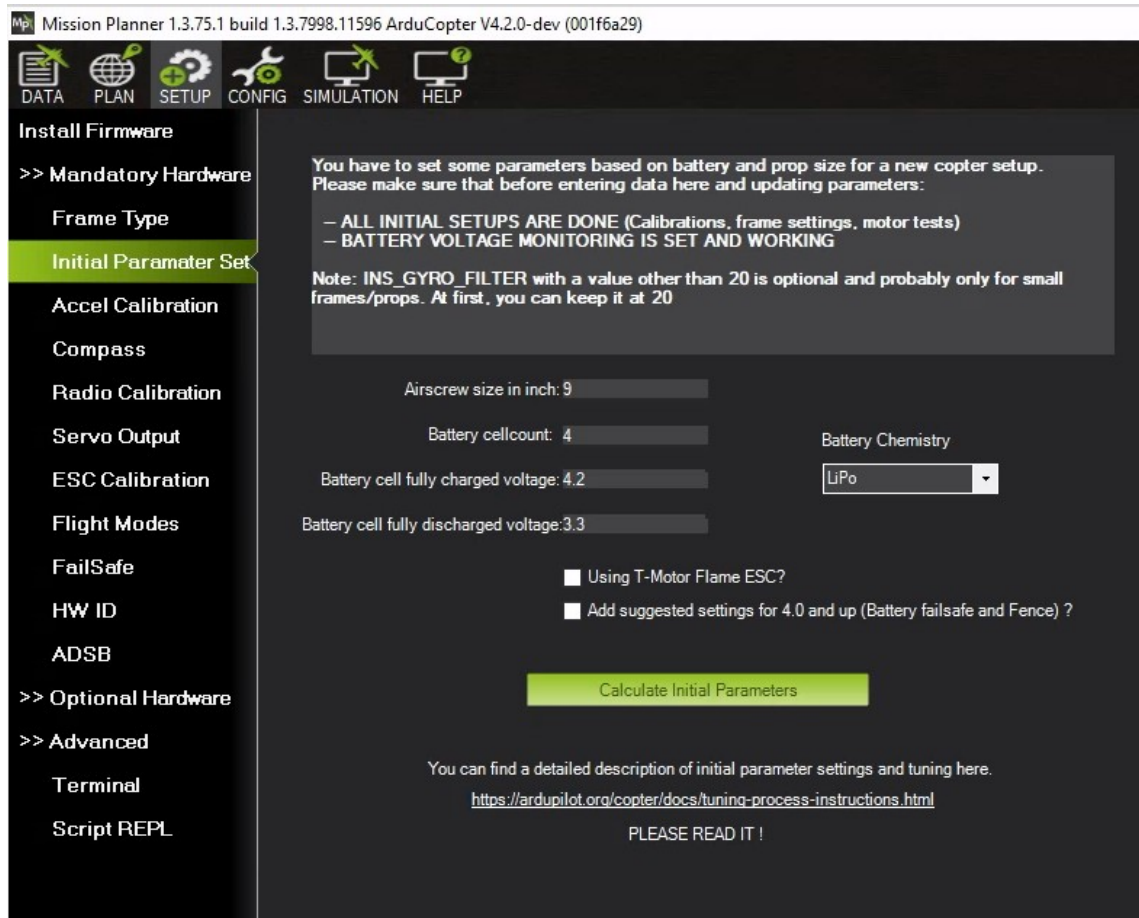 Mission Planner 1.3.75.1 build 1.3.7998.11596 ArduCopter V4.2.0-dev (001f6a29)
DATA PLAN SETUP CONFIG SIMULATION HELP
Install Firmware
>> Mandatory Hardware
Frame Type
Initial Paramater Set
Accel Calibration
Compass
Radio Calibration
Servo Output
ESC Calibration
Flight Modes
FailSafe
HW ID
ADSB
>> Optional Hardware
>> Advanced
Terminal
Script REPL
You have to set some parameters based on battery and prop size for a new copter setup.
Please make sure that before entering data here and updating parameters:
– ALL INITIAL SETUPS ARE DONE (Calibrations, frame settings, motor tests)
– BATTERY VOLTAGE MONITORING IS SET AND WORKING
Note: INS_GYRO_FILTER with a value other than 20 is optional and probably only for small
frames/props. At first, you can keep it at 20
Airscrew size in inch: 9
Battery cellcount: 4
Battery Chemistry
Battery cell fully charged voltage: 4.2
LiPo
Battery cell fully discharged voltage: 3.3
Using T-Motor Flame ESC?
Add suggested settings for 4.0 and up (Battery failsafe and Fence) ?
Calculate Initial Parameters
You can find a detailed description of initial parameter settings and tuning here.
https://ardupilot.org/copter/docs/tuning-process-instructions.html
PLEASE READ IT !